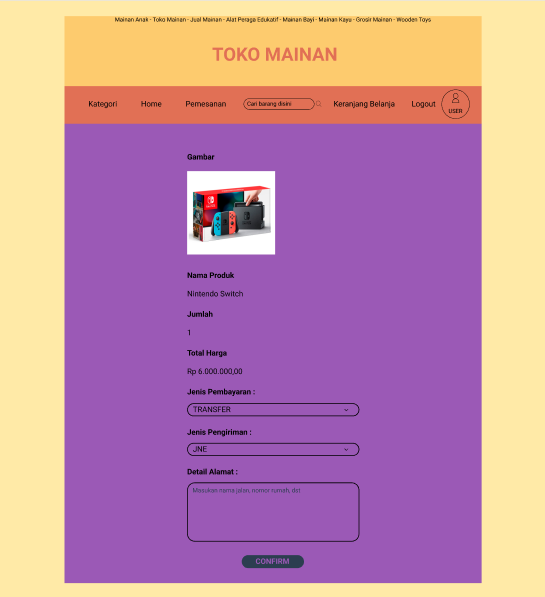 Mainan Anak - Toko Mainan - Jual Mainan - Alat Peraga Edukatif - Mainan Bayi - Mainan Kayu - Grosir Mainan - Wooden Toys
TOKO MAINAN
Kategori Home Pemesanan Cari barang disini Keranjang Belanja Logout USER
Gambar
Nama Produk
Nintendo Switch
Jumlah
1
Total Harga
Rp 6.000.000,00
Jenis Pembayaran :
TRANSFER
Jenis Pengiriman :
JNE
Detail Alamat :
Masukan nama jalan, nomor rumah, dst
CONFIRM